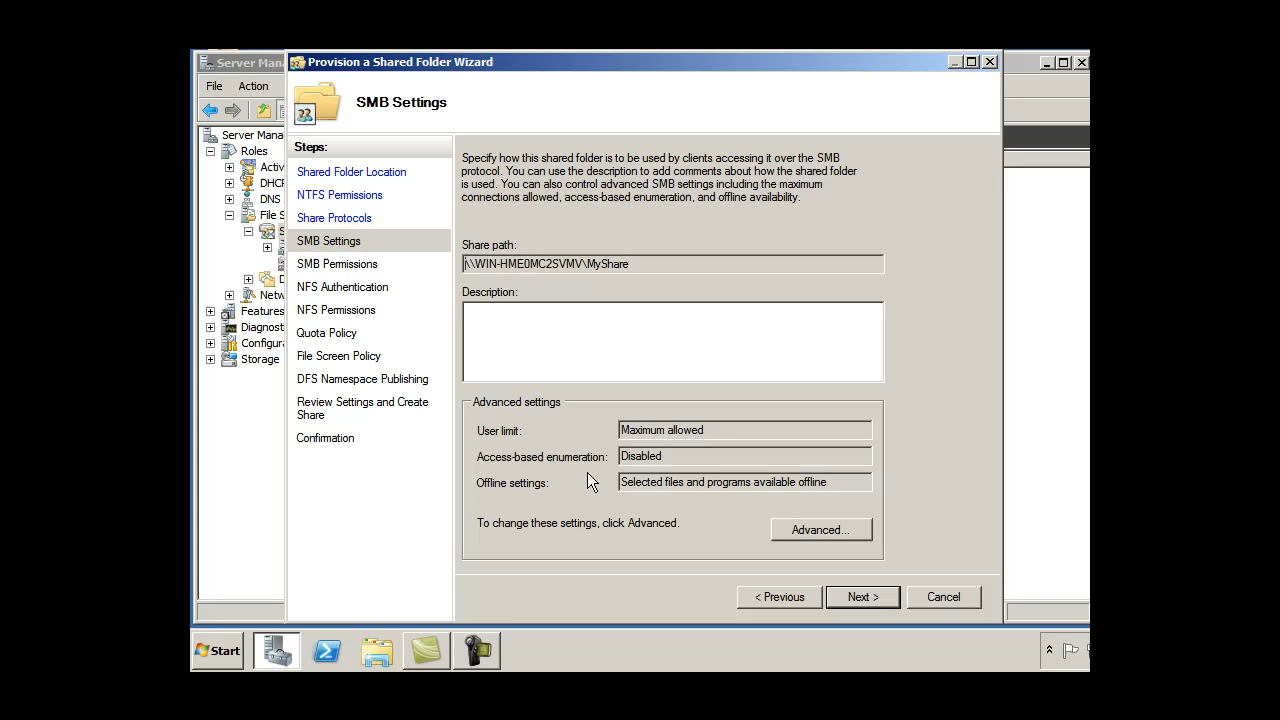 Server Mana
Provision a Shared Folder Wizard
File Action
SMB Settings
Server Mana
Roles
Activ
DHCP
DNS
File S
S
D
Netw
Features
Diagnost
Configura
Storage
Steps:
Shared Folder Location
NTFS Permissions
Share Protocols
SMB Settings
SMB Permissions
NFS Authentication
NFS Permissions
Quota Policy
File Screen Policy
DFS Namespace Publishing
Review Settings and Create
Share
Confirmation
Specify how this shared folder is to be used by clients accessing it over the SMB
protocol. You can use the description to add comments about how the shared folder
is used. You can also control advanced SMB settings including the maximum
connections allowed, access-based enumeration, and offline availability.
Share path:
\\WIN-HME0MC2SVMV\MyShare
Description:
Advanced settings
User limit: Maximum allowed
Access-based enumeration: Disabled
Offline settings: Selected files and programs available offline
To change these settings, click Advanced. Advanced...
< Previous Next > Cancel
Start